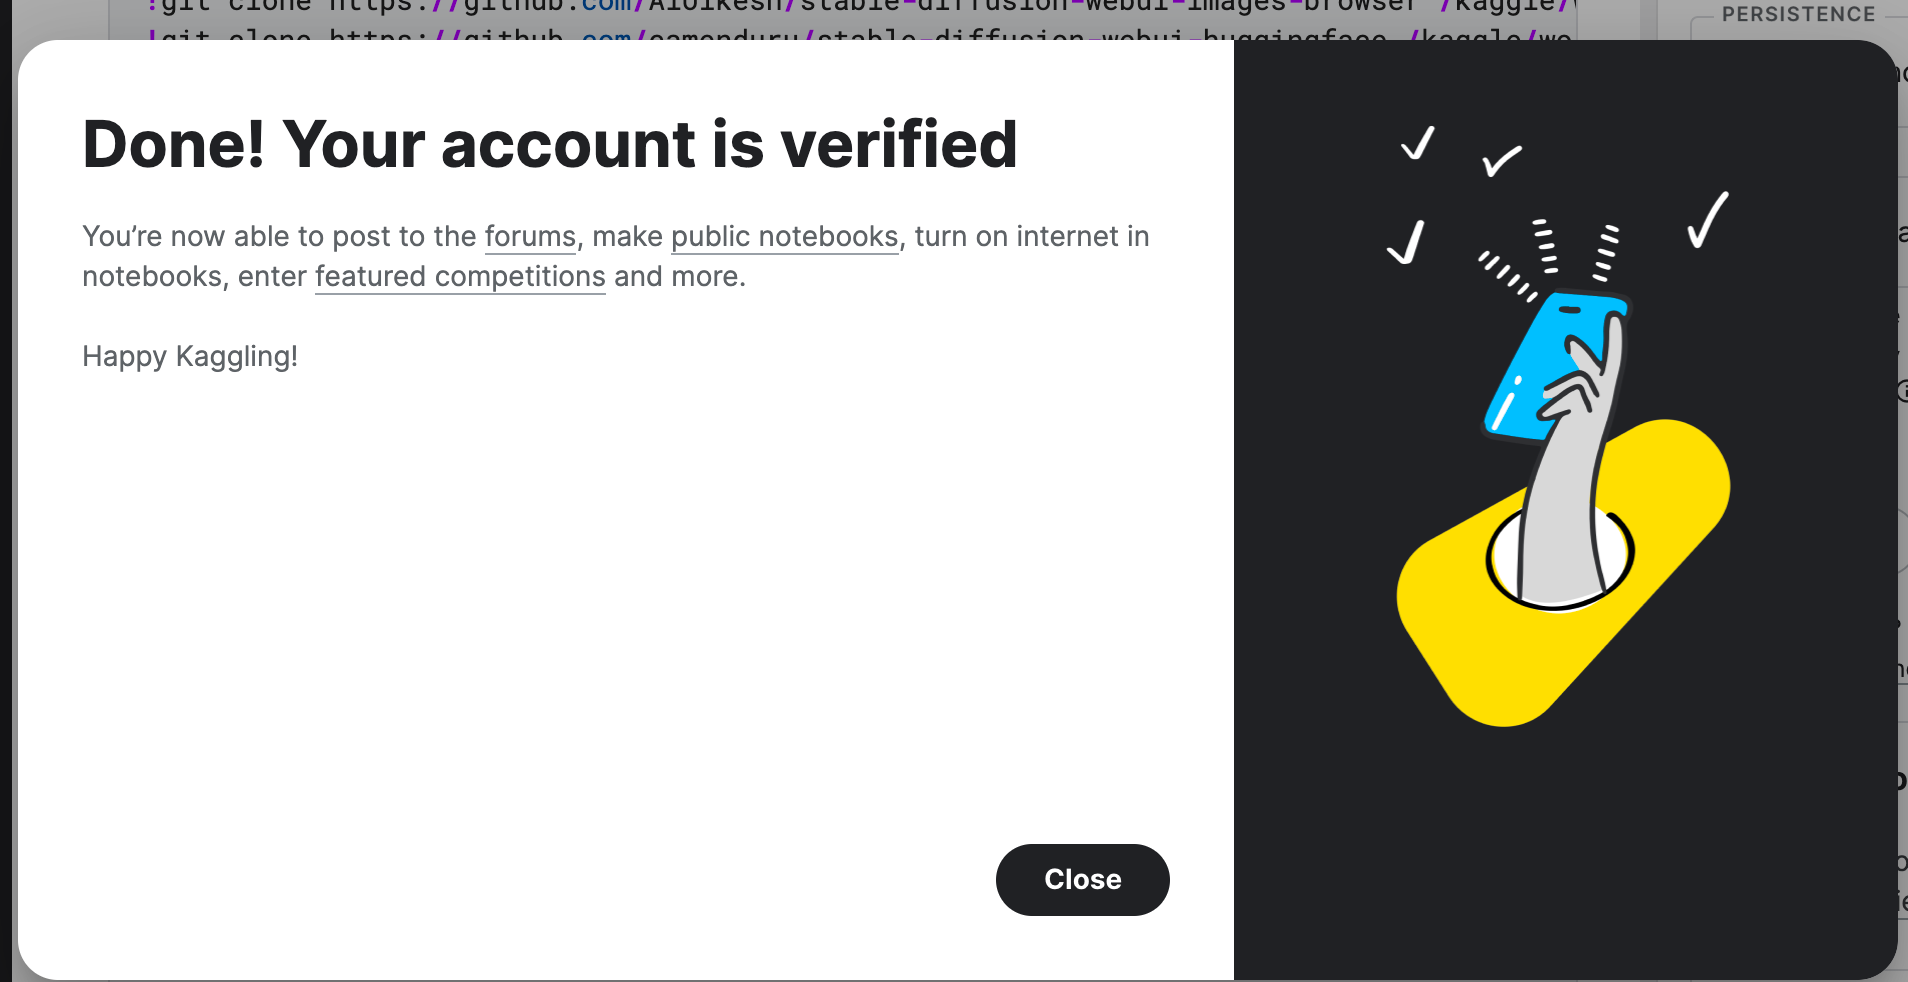 !git clone https://github.com/AlUlkesh/stable-diffusion-webui-images-browser /kaggle/
!git clone https://github.com/camenduru/stable-diffusion-webui-huggingface /kaggle/we
PERSISTENCE
Done! Your account is verified
You’re now able to post to the forums, make public notebooks, turn on internet in
notebooks, enter featured competitions and more.
Happy Kaggling!
Close